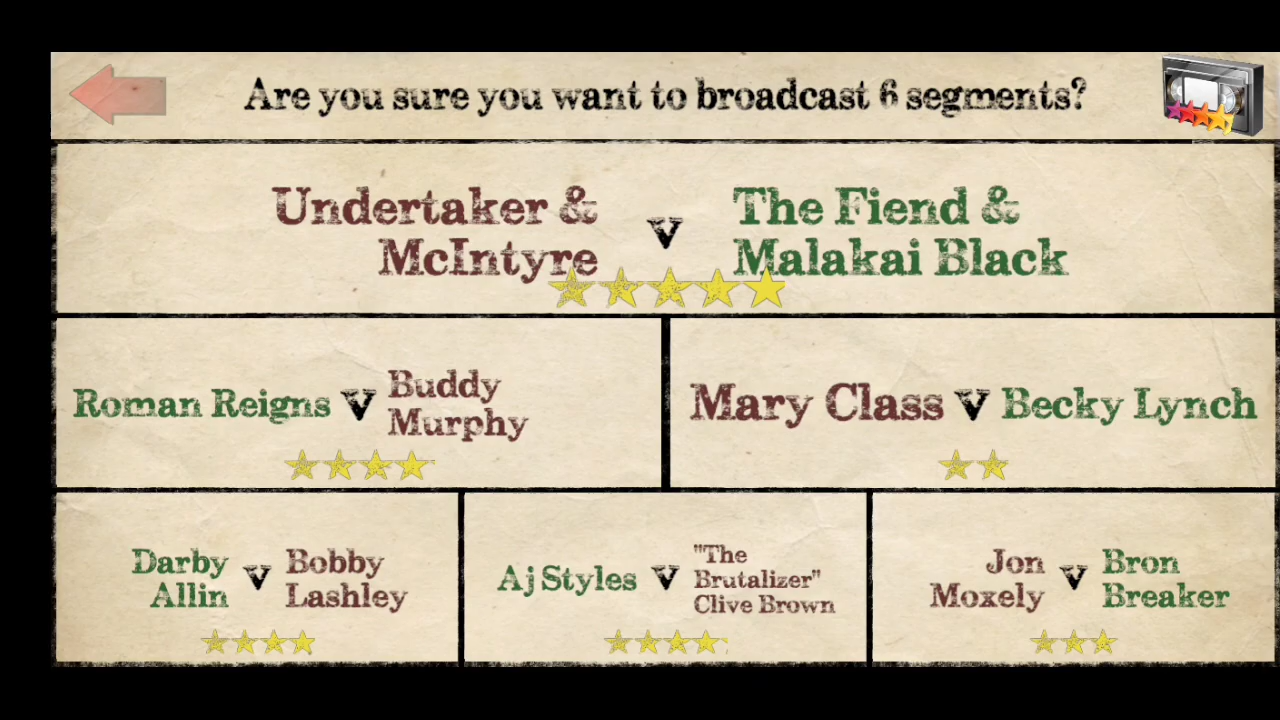 Are you sure you want to broadcast 6 segments?
Undertaker &
McIntyre
v
The Fiend &
Malakai Black
Roman Reigns v Buddy
Murphy
Mary Class v Becky Lynch
Darby
Allin
v
Bobby
Lashley
Aj Styles v "The
Brutalizer"
Clive Brown
Jon
Moxely
v
Bron
Breaker